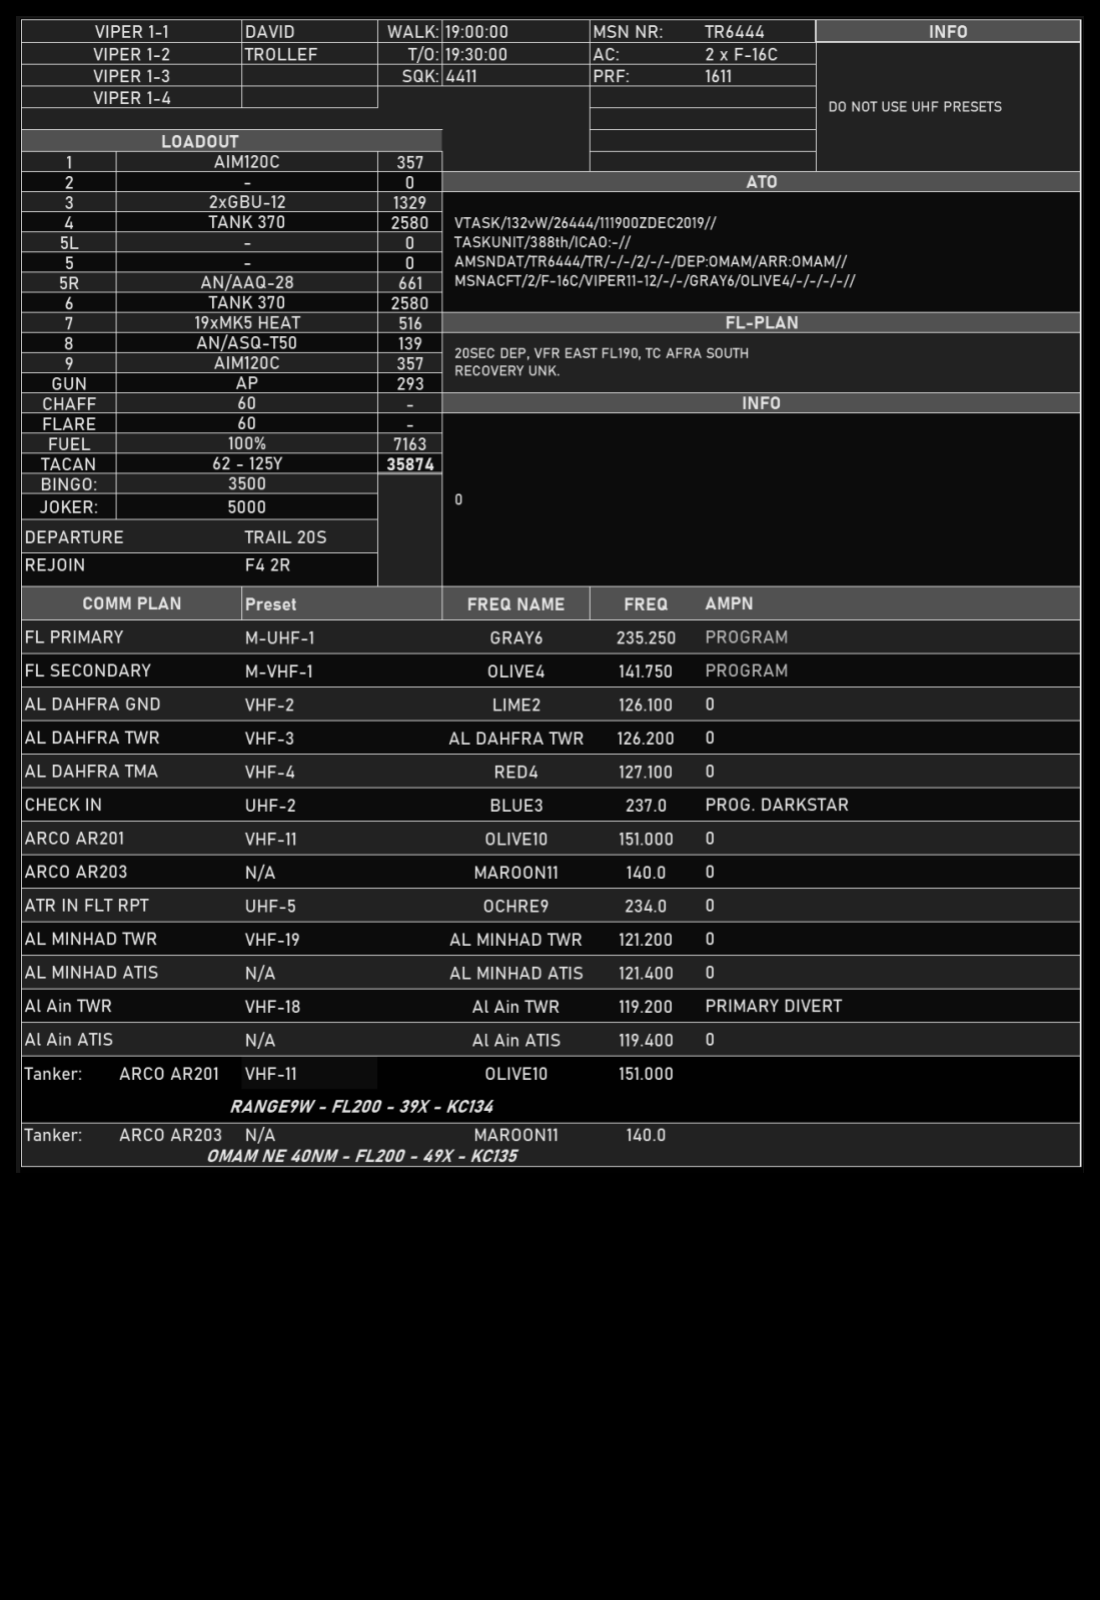 VIPER 1-1 DAVID WALK: 19:00:00 MSN NR: TR6444 INFO
VIPER 1-2 TROLLEF T/O: 19:30:00 AC: 2 x F-16C
VIPER 1-3 SQK: 4411 PRF: 1611
VIPER 1-4
DO NOT USE UHF PRESETS
LOADOUT
1 AIM120C 357
2 - 0
3 2xGBU-12 1329
4 TANK 370 2580
5L - 0
5 - 0
5R AN/AAQ-28 661
6 TANK 370 2580
7 19xMK5 HEAT 516
8 AN/ASQ-T50 139
9 AIM120C 357
GUN AP 293
CHAFF 60 -
FLARE 60 -
FUEL 100% 7163
TACAN 62 - 125Y 35874
BINGO: 3500
JOKER: 5000
DEPARTURE TRAIL 20S
REJOIN F4 2R
ATO
VTASK/132vW/26444/111900ZDEC2019//
TASKUNIT/388th/ICAO:-//
AMSNDAT/TR6444/TR/-/-/2/-/-/DEP:OMAM/ARR:OMAM//
MSNACFT/2/F-16C/VIPER11-12/-/-/GRAY6/OLIVE4/-/-/-/-//
FL-PLAN
20SEC DEP, VFR EAST FL190, TC AFRA SOUTH
RECOVERY UNK.
INFO
0
COMM PLAN Preset FREQ NAME FREQ AMPN
FL PRIMARY M-UHF-1 GRAY6 235.250 PROGRAM
FL SECONDARY M-VHF-1 OLIVE4 141.750 PROGRAM
AL DAHFRA GND VHF-2 LIME2 126.100 0
AL DAHFRA TWR VHF-3 AL DAHFRA TWR 126.200 0
AL DAHFRA TMA VHF-4 RED4 127.100 0
CHECK IN UHF-2 BLUE3 237.0 PROG. DARKSTAR
ARCO AR201 VHF-11 OLIVE10 151.000 0
ARCO AR203 N/A MAROON11 140.0 0
ATR IN FLT RPT UHF-5 OCHRE9 234.0 0
AL MINHAD TWR VHF-19 AL MINHAD TWR 121.200 0
AL MINHAD ATIS N/A AL MINHAD ATIS 121.400 0
Al Ain TWR VHF-18 Al Ain TWR 119.200 PRIMARY DIVERT
Al Ain ATIS N/A Al Ain ATIS 119.400 0
Tanker: ARCO AR201 VHF-11 OLIVE10 151.000
RANGE9W - FL200 - 39X - KC134
Tanker: ARCO AR203 N/A MAROON11 140.0
OMAM NE 40NM - FL200 - 49X - KC135